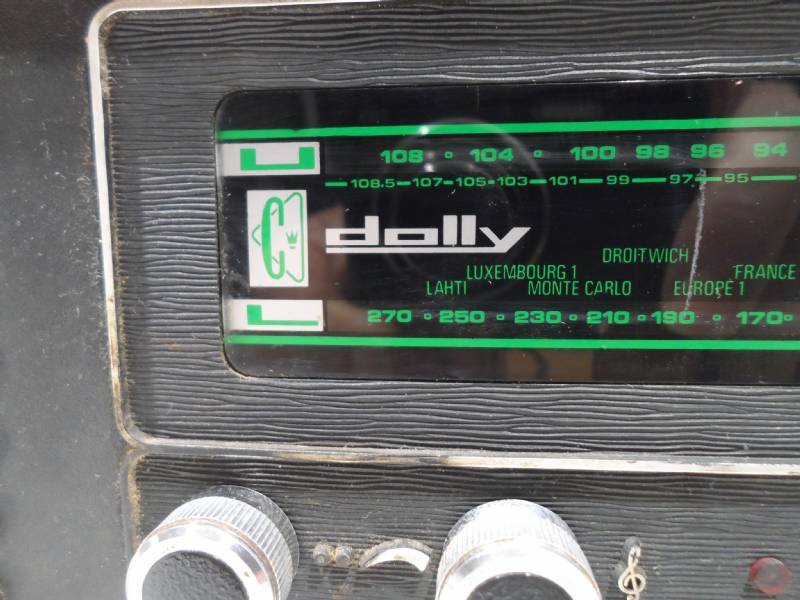 U 108 104 100 98 96 94
108.5 107 105 103 101 99 97 95
dolly
DROITWICH
LUXEMBOURG 1 FRANCE
LAHTI MONTE CARLO EUROPE 1
270 250 230 210 190 170